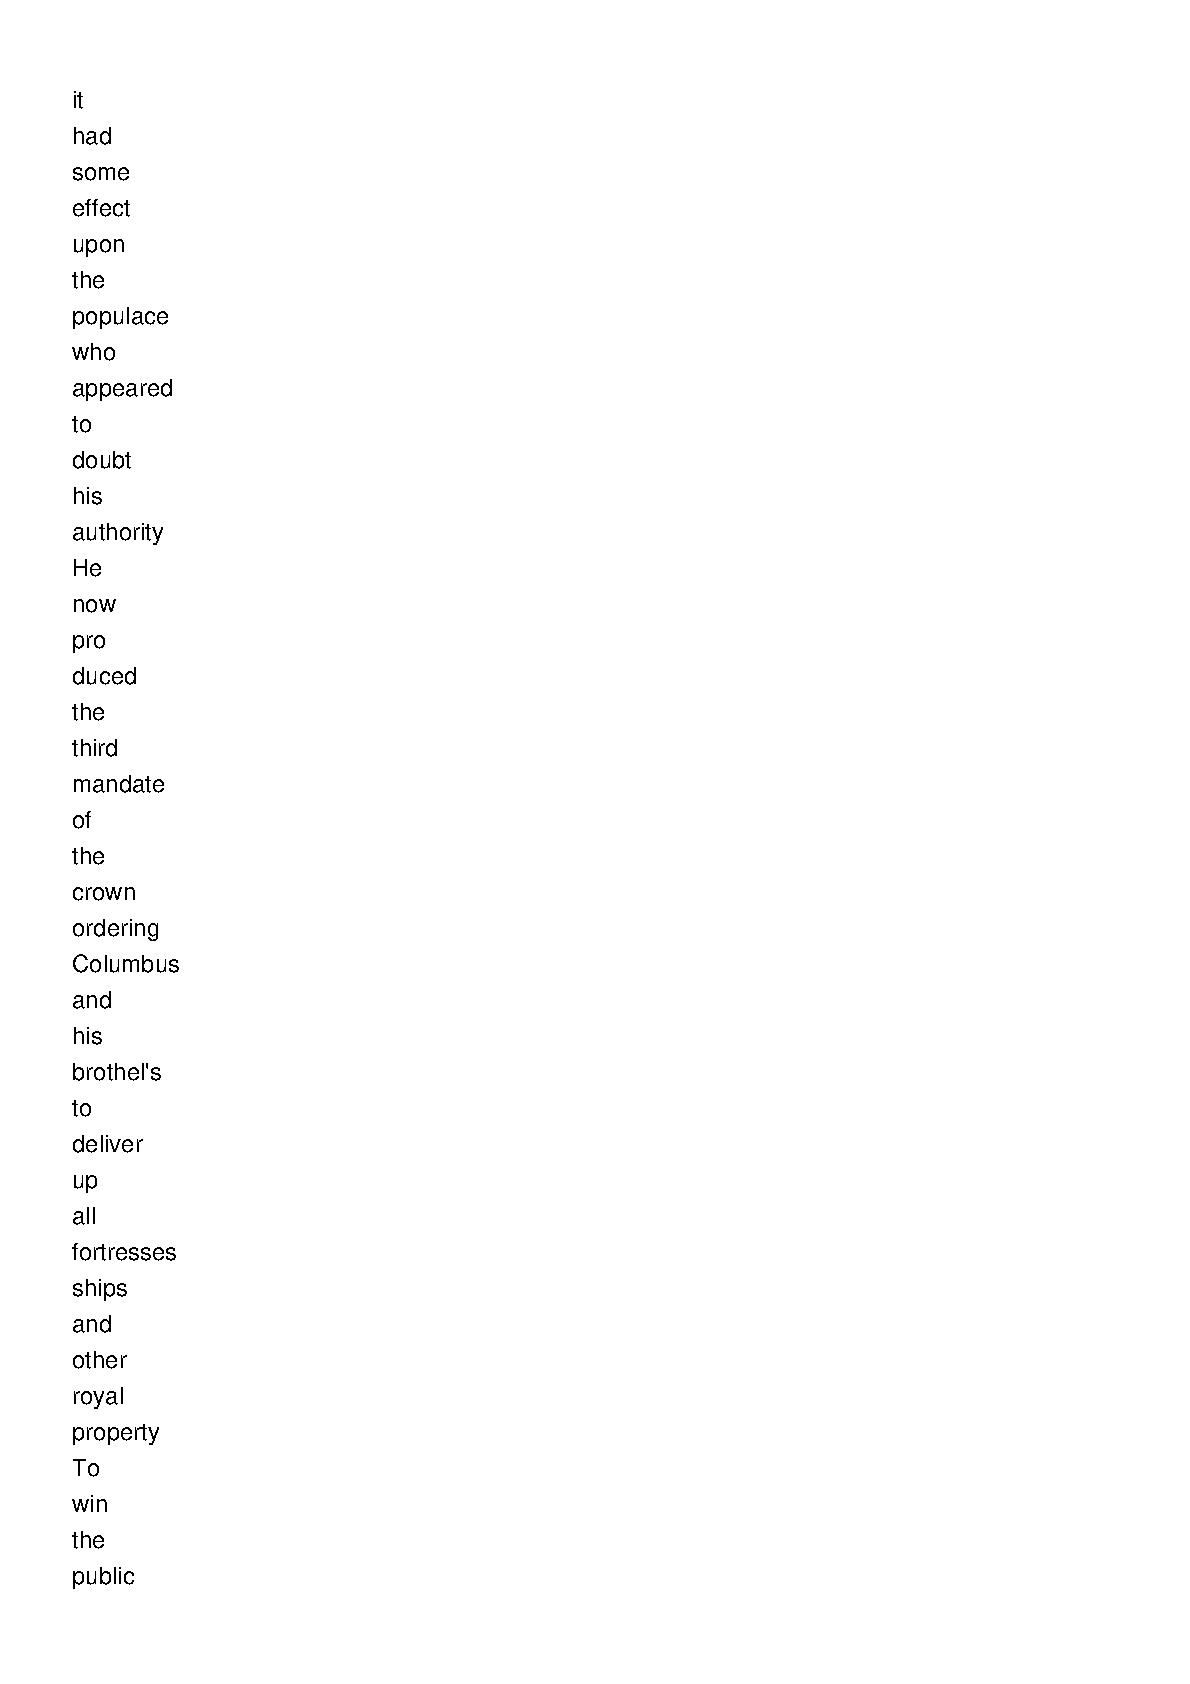 it
had
some
effect
upon
the
populace
who
appeared
to
doubt
his
authority
He
now
pro
duced
the
third
mandate
of
the
crown
ordering
Columbus
and
his
brothel's
to
deliver
up
all
fortresses
ships
and
other
royal
property
To
win
the
public